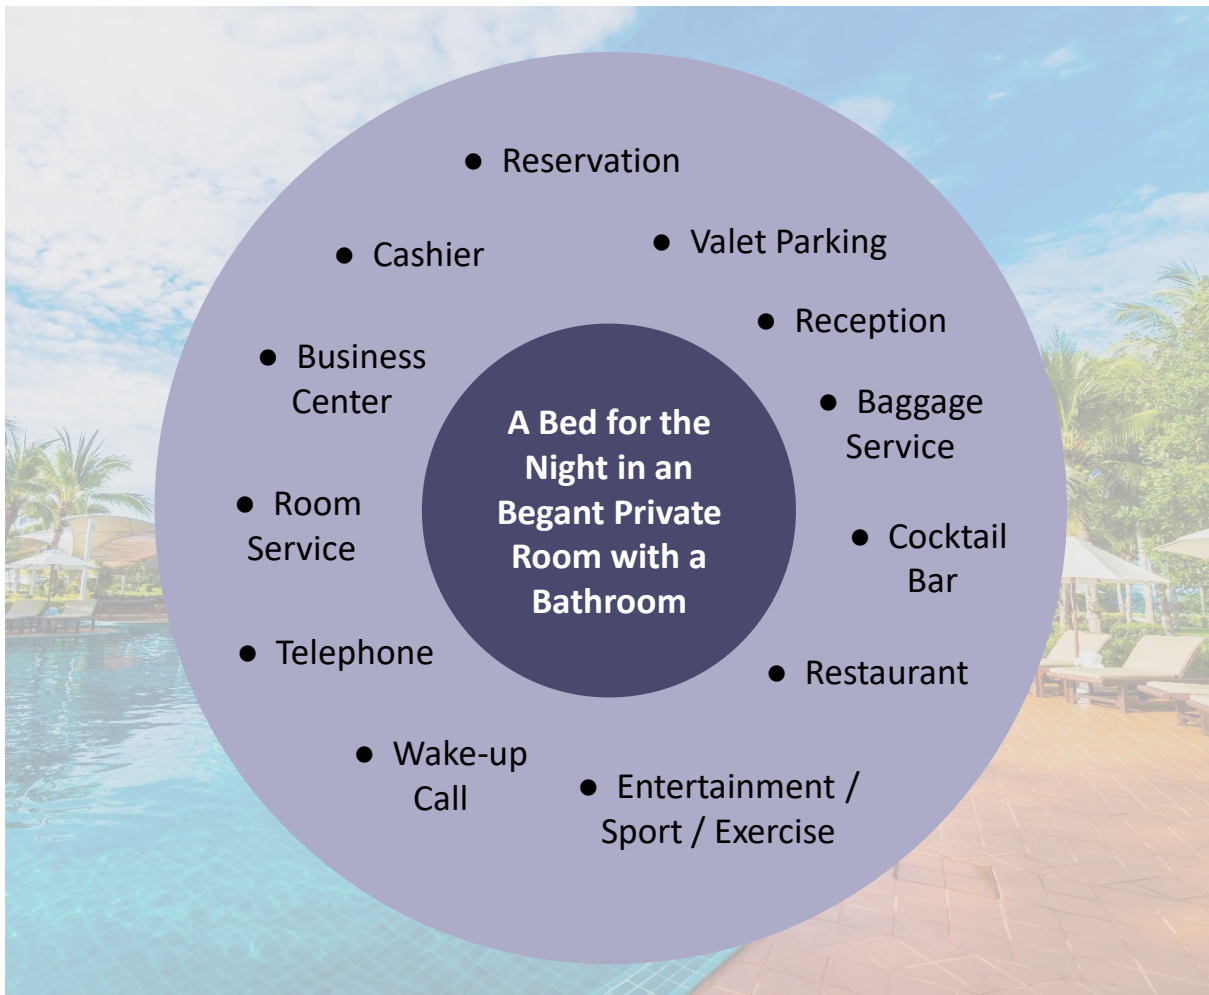 ● Reservation
● Valet Parking
● Cashier
● Reception
● Business
Center
● Baggage
Service
A Bed for the
Night in an
Begant Private
Room with a
Bathroom
● Room
Service
● Cocktail
Bar
● Telephone
● Restaurant
● Wake-up
Call
● Entertainment /
Sport / Exercise